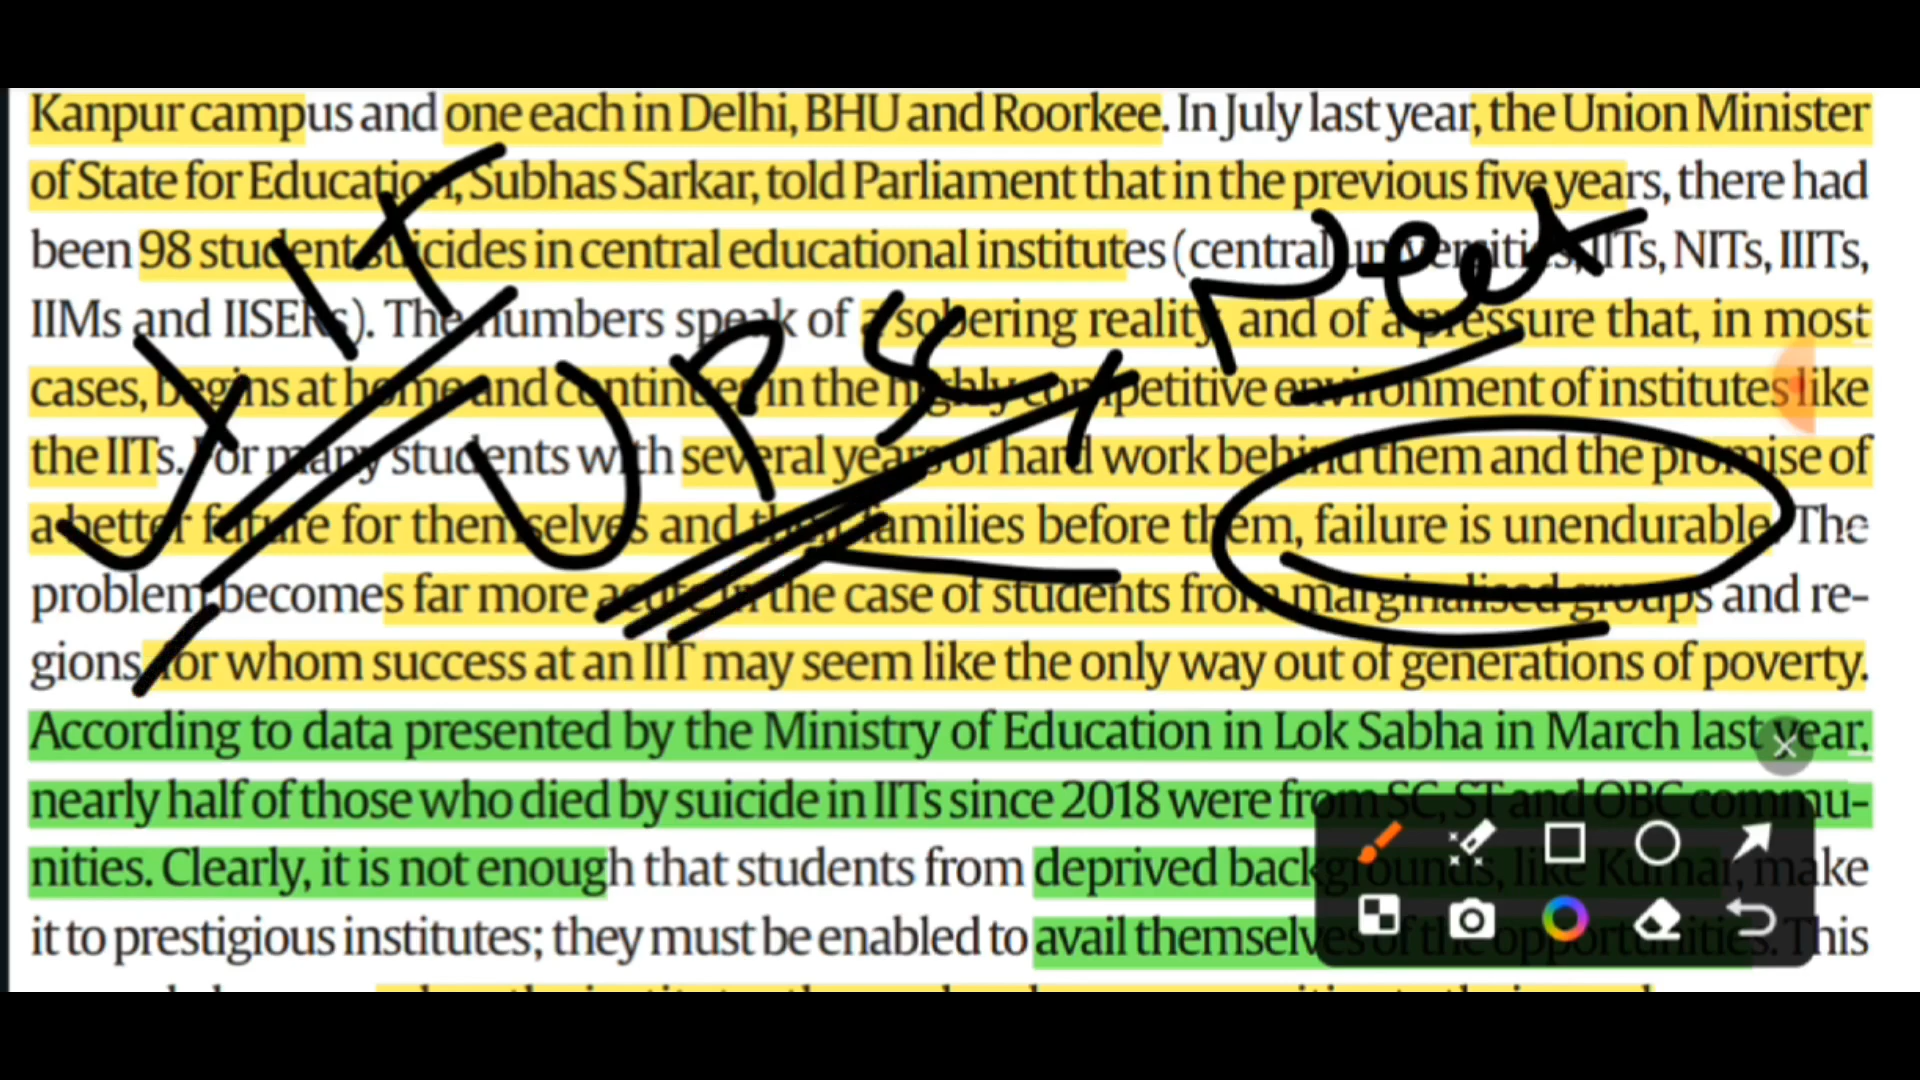 Kanpur campus and one each in Delhi, BHU and Roorkee. In July last year, the Union Minister
of State for Education, Subhas Sarkar, told Parliament that in the previous five years, there had
been 98 student suicides in central educational institutes (central universities, IITs, NITs, IIITs,
IIMs and IISERs). The numbers speak of a sobering reality, and of a pressure that, in most
cases, begins at home and continues in the highly competitive environment of institutes like
the IITs. For many students with several years of hard work behind them and the promise of
a better future for themselves and their families before them, failure is unendurable. The
problem becomes far more acute in the case of students from marginalised groups and re-
gions, for whom success at an IIT may seem like the only way out of generations of poverty.
According to data presented by the Ministry of Education in Lok Sabha in March last year,
nearly half of those who died by suicide in IITs since 2018 were from SC, ST and OBC commu-
nities. Clearly, it is not enough that students from deprived backgrounds, like Kumar, make
it to prestigious institutes; they must be enabled to avail themselves of the opportunities. This
IIT
UPSC
Neet